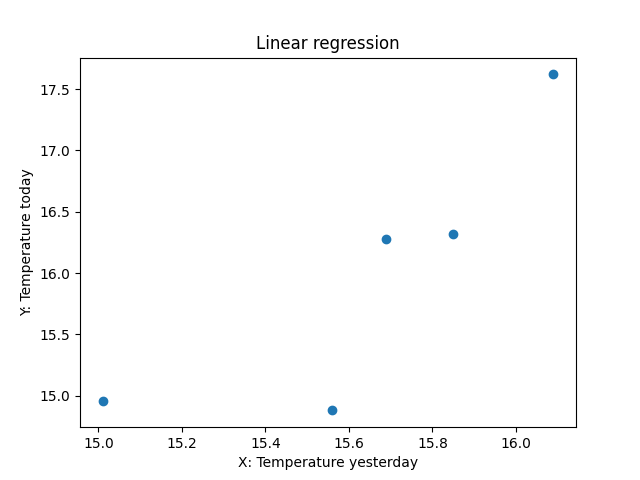 Linear regression
17.5
17.0
16.5
16.0
15.5
15.0
Y: Temperature today
15.0 15.2 15.4 15.6 15.8 16.0
X: Temperature yesterday